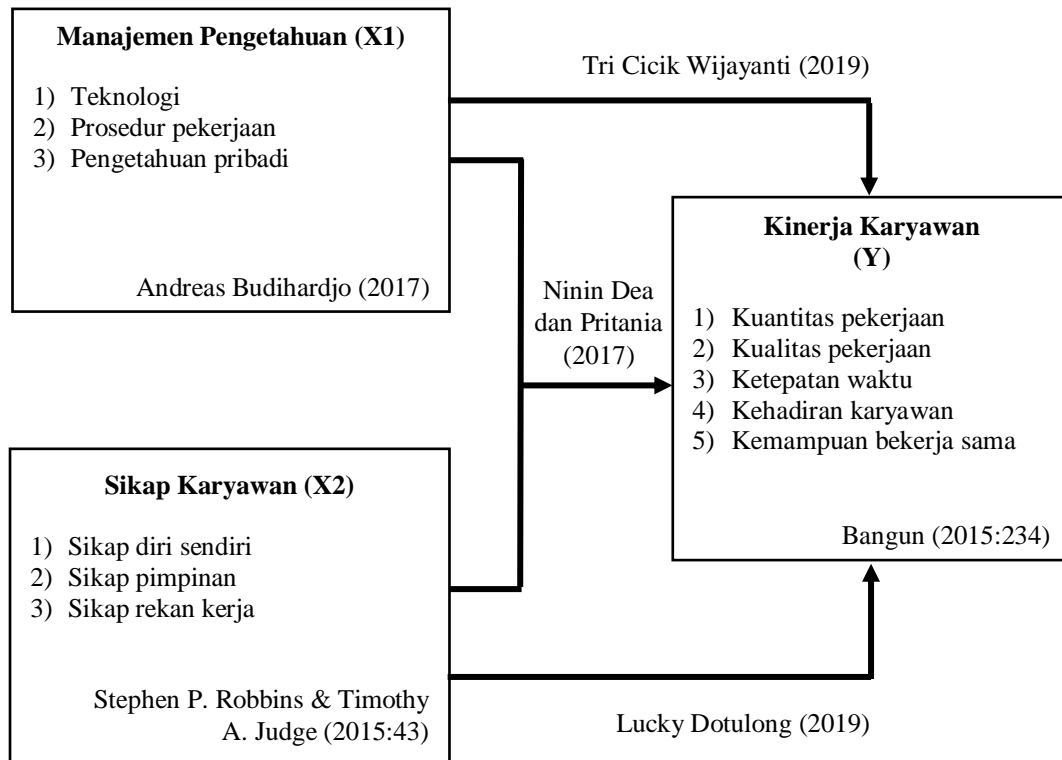 Manajemen Pengetahuan (X1)
1) Teknologi
2) Prosedur pekerjaan
3) Pengetahuan pribadi
Andreas Budihardjo (2017)
Tri Cicik Wijayanti (2019)
Ninin Dea
dan Pritania
(2017)
Kinerja Karyawan
(Y)
1) Kuantitas pekerjaan
2) Kualitas pekerjaan
3) Ketepatan waktu
4) Kehadiran karyawan
5) Kemampuan bekerja sama
Bangun (2015:234)
Sikap Karyawan (X2)
1) Sikap diri sendiri
2) Sikap pimpinan
3) Sikap rekan kerja
Stephen P. Robbins & Timothy
A. Judge (2015:43)
Lucky Dotulong (2019)